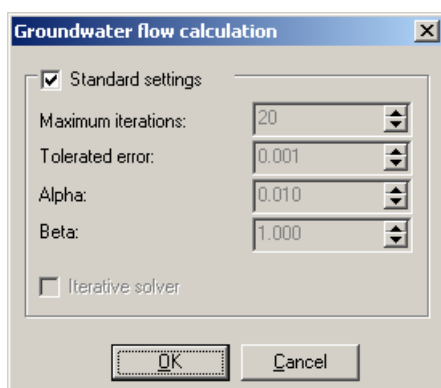 Groundwater flow calculation
Standard settings
Maximum iterations: 20
Tolerated error: 0.001
Alpha: 0.010
Beta: 1.000
Iterative solver
OK Cancel